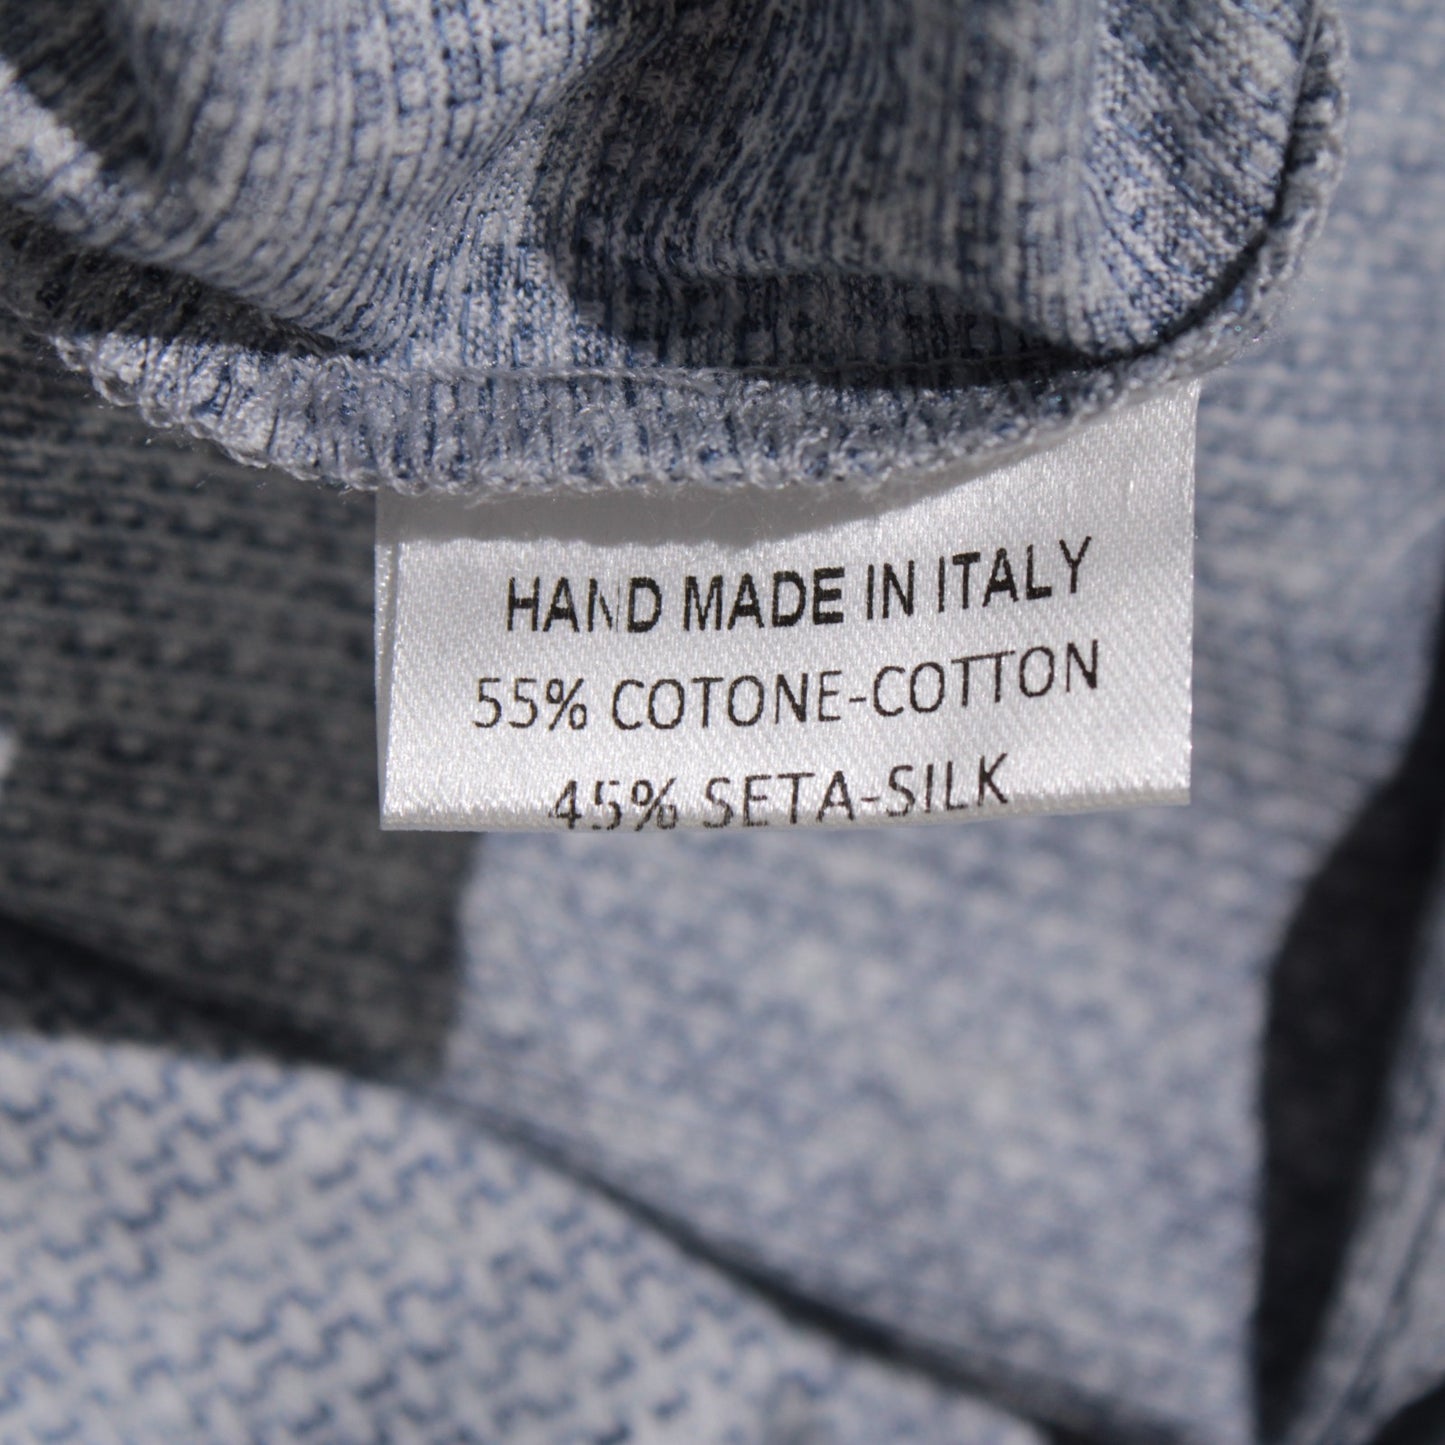 HAND MADE IN ITALY
55% COTONE-COTTON
45% SETA-SILK